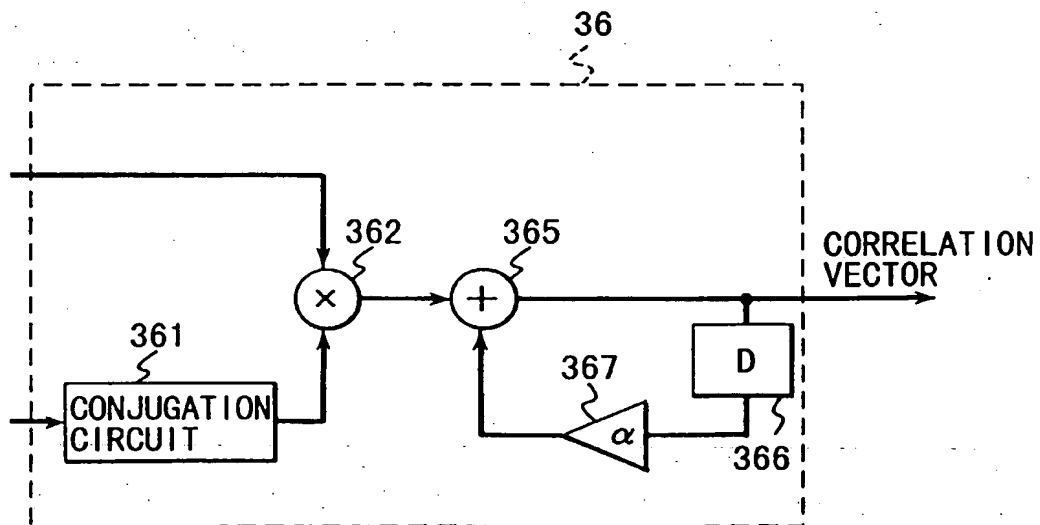 36
362
365
CORRELATION
VECTOR
×
+
361
367
D
CONJUGATION
CIRCUIT
α
366